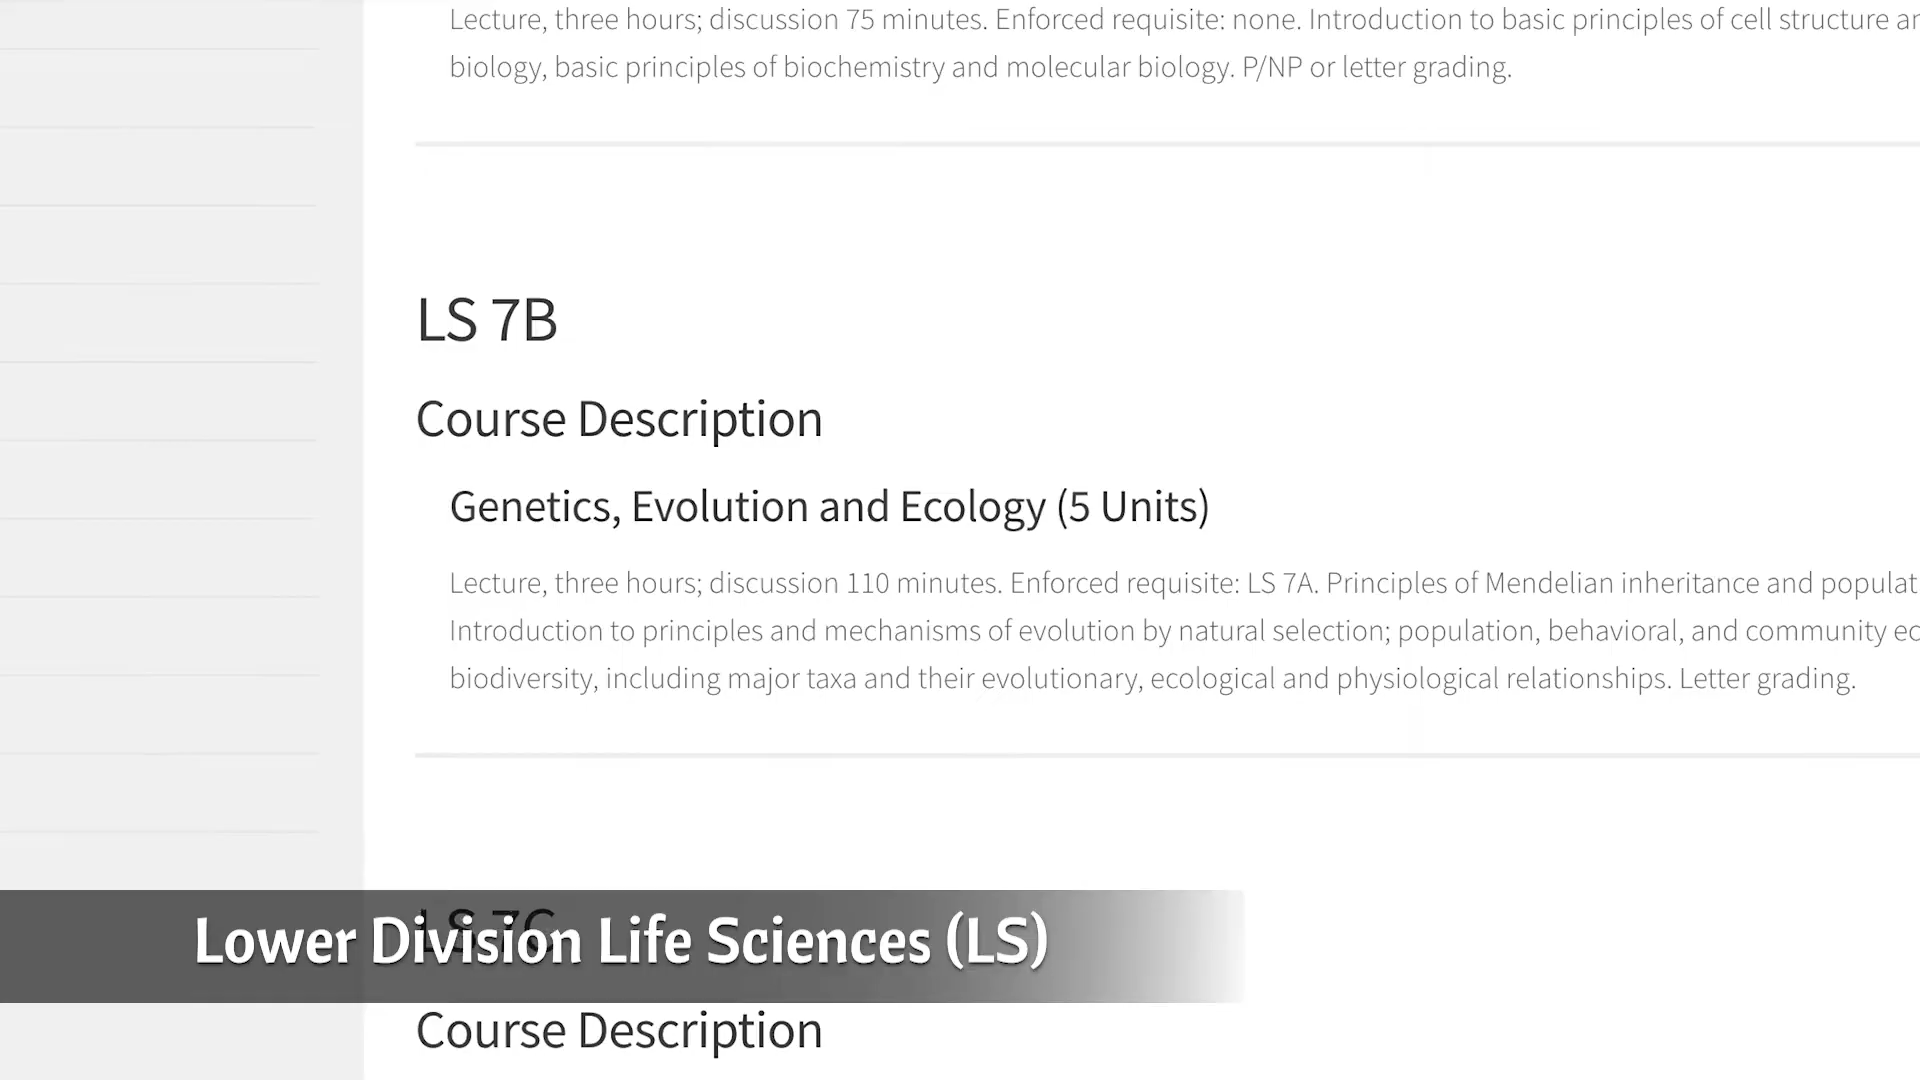 Lecture, three hours; discussion 75 minutes. Enforced requisite: none. Introduction to basic principles of cell structure
biology, basic principles of biochemistry and molecular biology. P/NP or letter grading.
LS 7B
Course Description
Genetics, Evolution and Ecology (5 Units)
Lecture, three hours; discussion 110 minutes. Enforced requisite: LS 7A. Principles of Mendelian inheritance and
Introduction to principles and mechanisms of evolution by natural selection; population, behavioral, and community
biodiversity, including major taxa and their evolutionary, ecological and physiological relationships. Letter grading.
LS 7C
Lower Division Life Sciences (LS)
Course Description